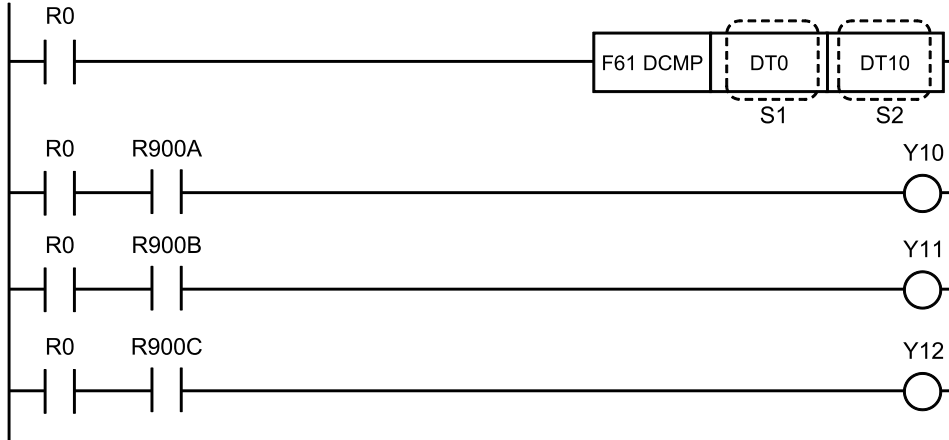 R0
F61 DCMP DT0 DT10
S1 S2
R0 R900A Y10
R0 R900B Y11
R0 R900C Y12